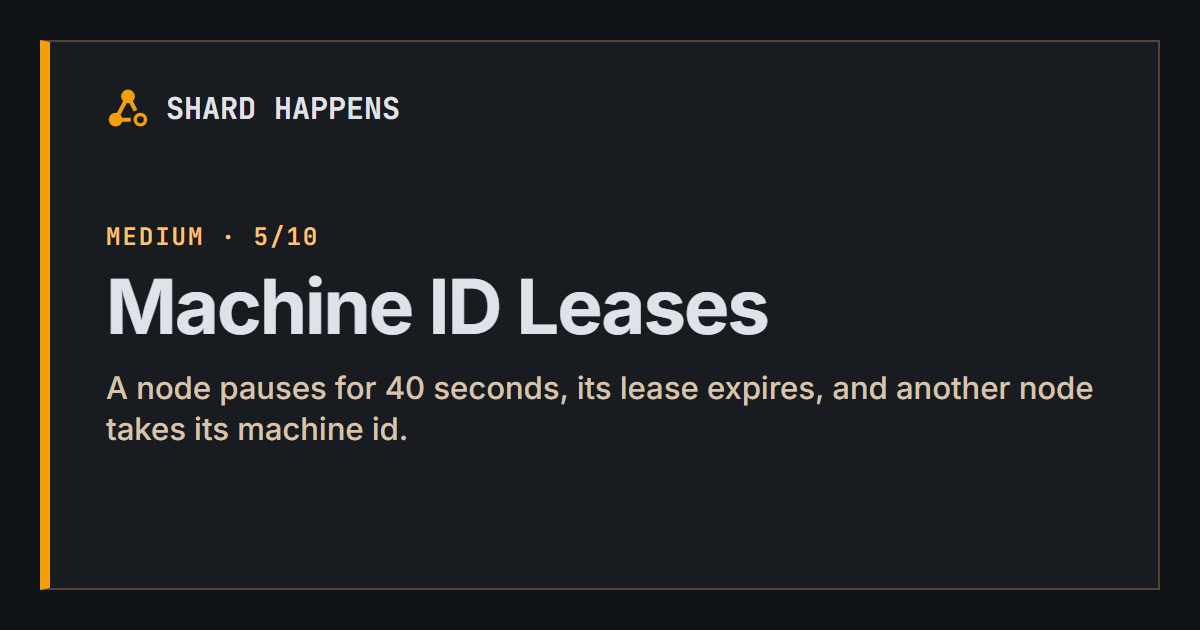 SHARD HAPPENS
MEDIUM · 5/10
Machine ID Leases
A node pauses for 40 seconds, its lease expires, and another node
takes its machine id.